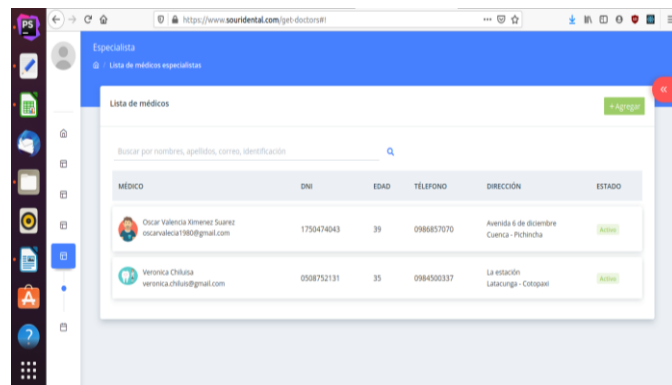 PS
https://www.souridental.com/get-doctors#!
Especialista
/ Lista de médicos especialistas
Lista de médicos
+ Agregar
Buscar por nombres, apellidos, correo, identificación
MÉDICO DNI EDAD TÉLEFONO DIRECCIÓN ESTADO
Oscar Valencia Ximenez Suarez
oscarvalecia1980@gmail.com
1750474043 39 0986857070
Avenida 6 de diciembre
Cuenca - Pichincha
Activo
Veronica Chiluisa
veronica.chiluis@gmail.com
0508752131 35 0984500337
La estación
Latacunga - Cotopaxi
Activo